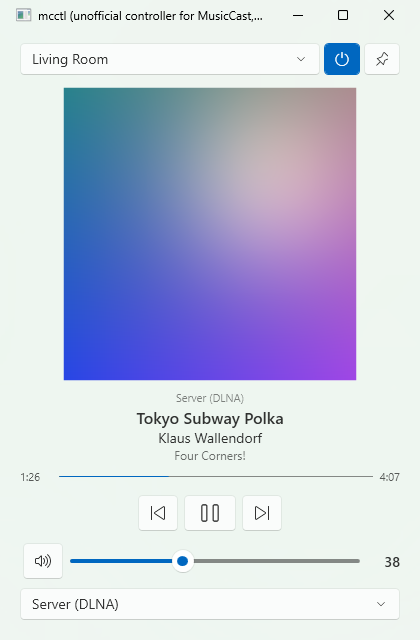 mcctl (unofficial controller for MusicCast,...
Living Room
Server (DLNA)
Tokyo Subway Polka
Klaus Wallendorf
Four Corners!
1:26
4:07
38
Server (DLNA)